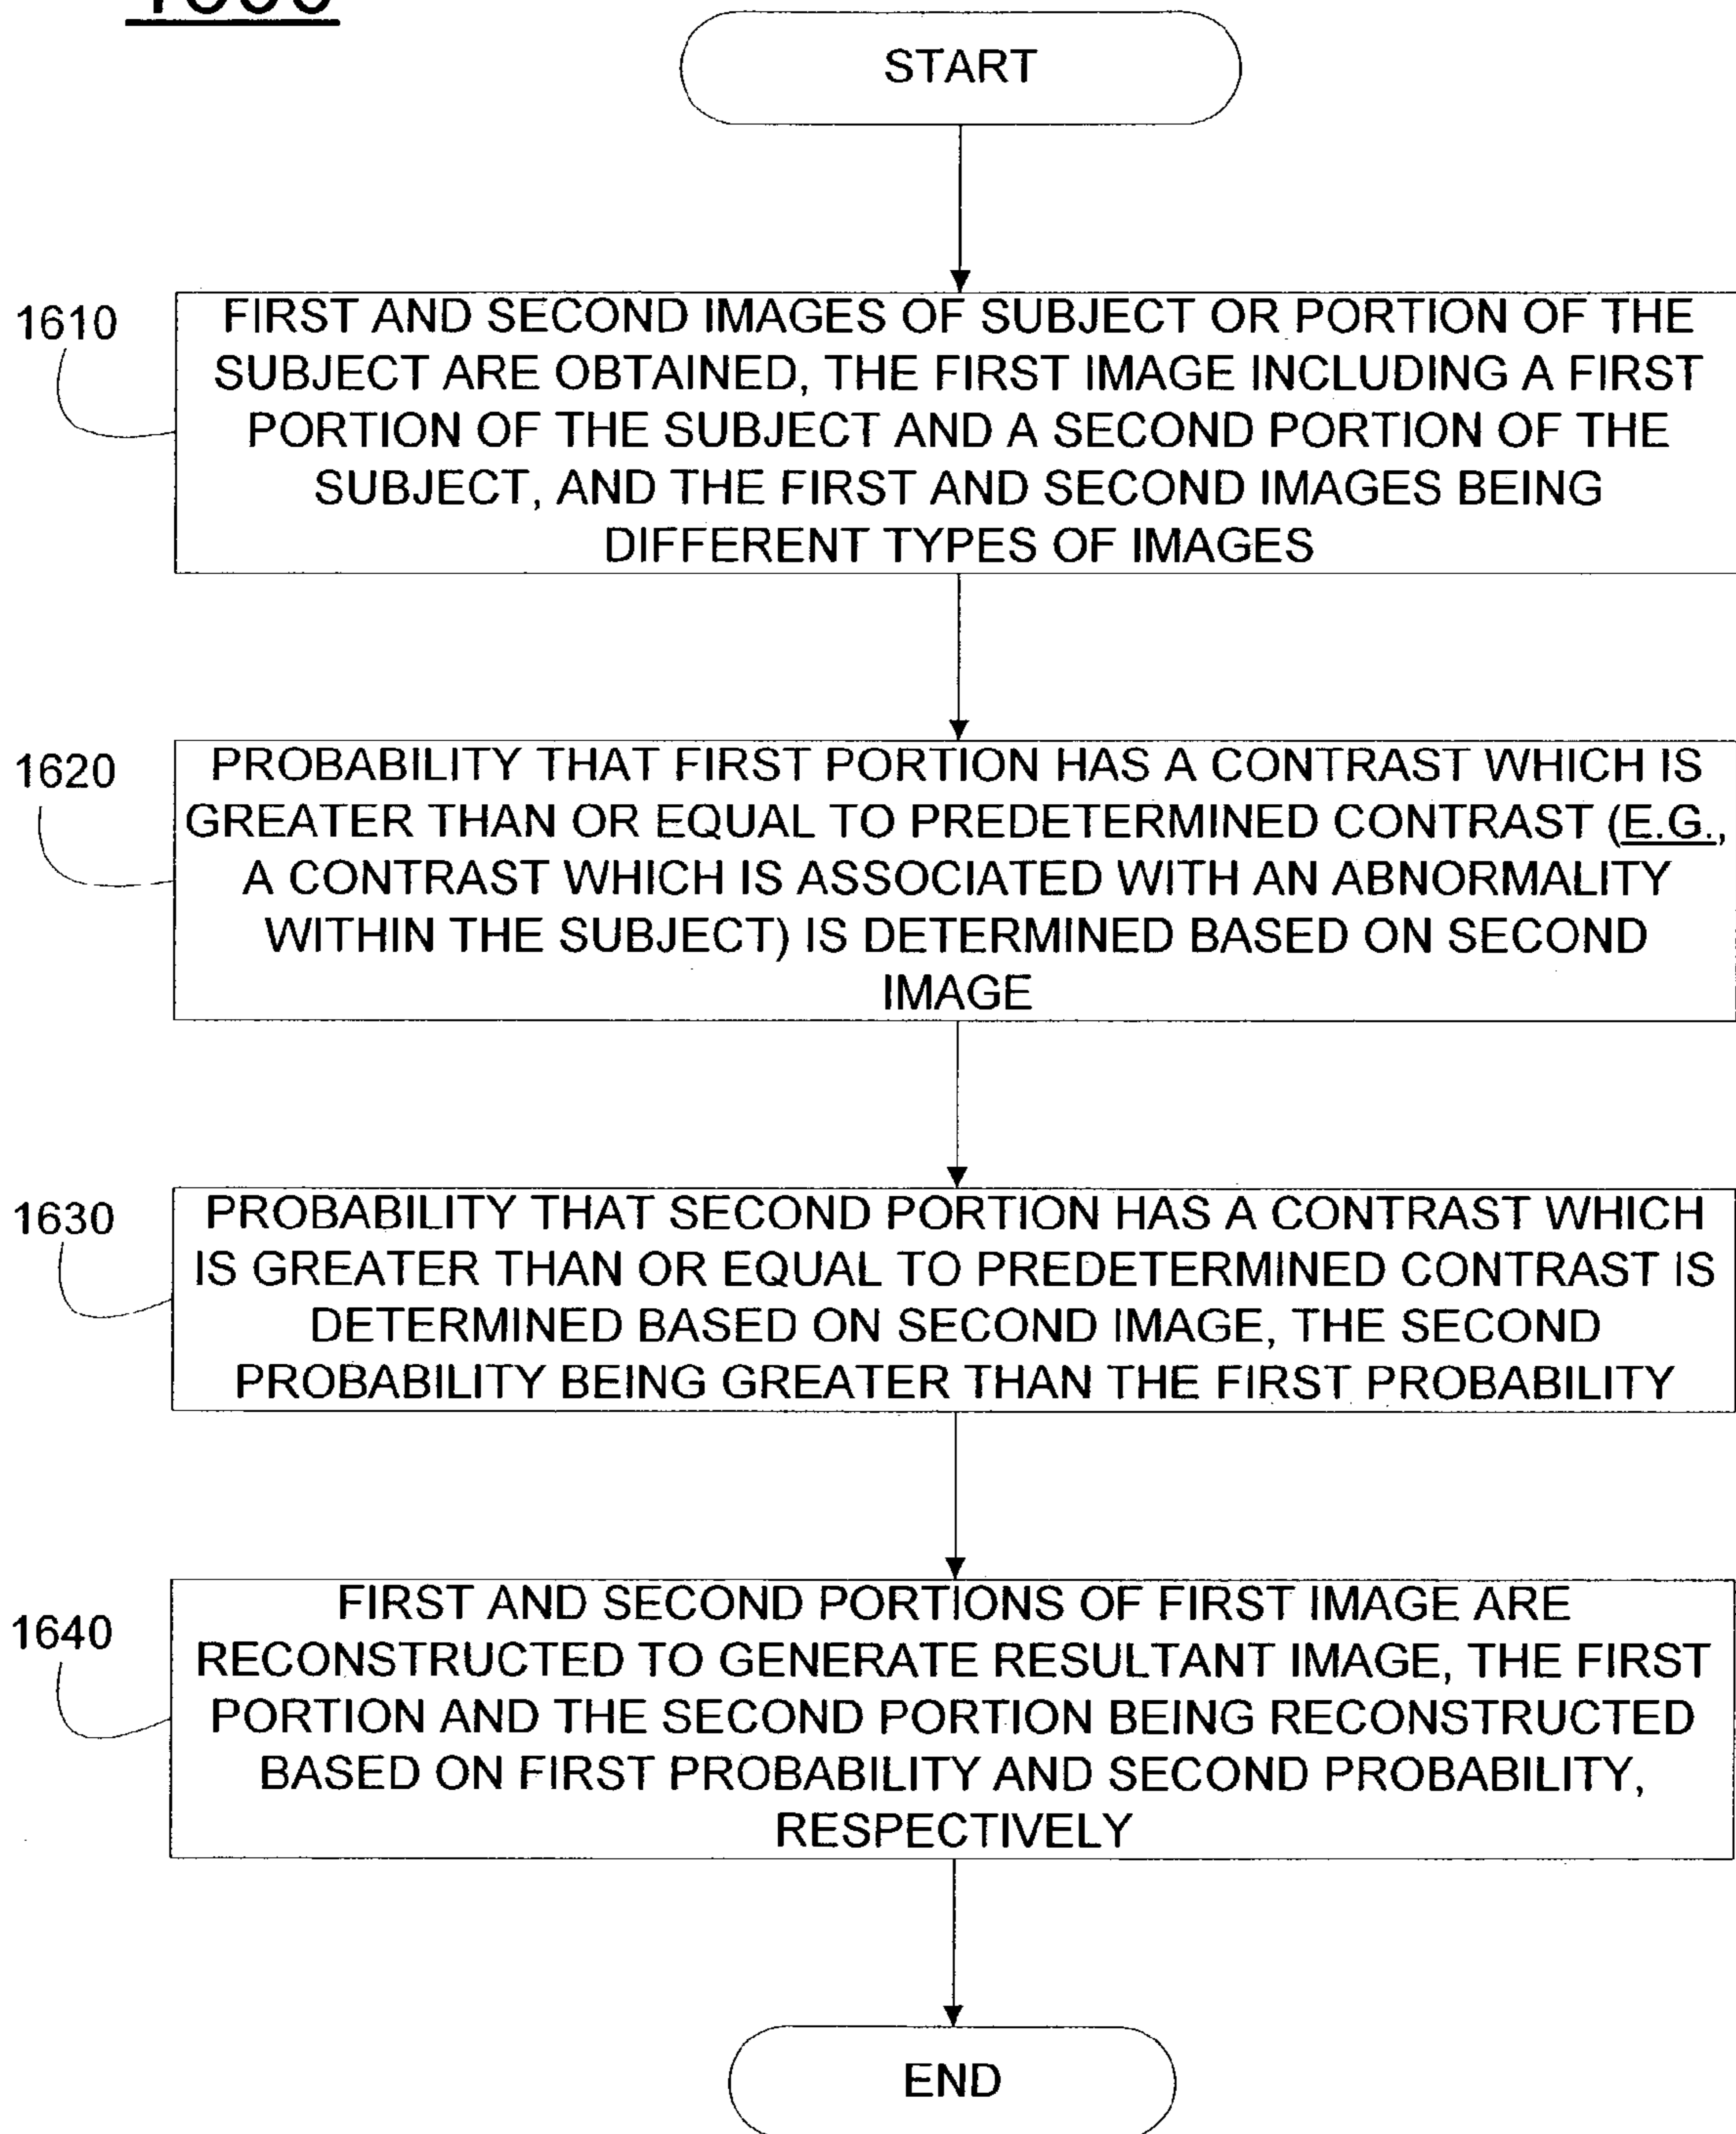 START
1610
FIRST AND SECOND IMAGES OF SUBJECT OR PORTION OF THE
SUBJECT ARE OBTAINED, THE FIRST IMAGE INCLUDING A FIRST
PORTION OF THE SUBJECT AND A SECOND PORTION OF THE
SUBJECT, AND THE FIRST AND SECOND IMAGES BEING
DIFFERENT TYPES OF IMAGES
1620
PROBABILITY THAT FIRST PORTION HAS A CONTRAST WHICH IS
GREATER THAN OR EQUAL TO PREDETERMINED CONTRAST (E.G.,
A CONTRAST WHICH IS ASSOCIATED WITH AN ABNORMALITY
WITHIN THE SUBJECT) IS DETERMINED BASED ON SECOND
IMAGE
1630
PROBABILITY THAT SECOND PORTION HAS A CONTRAST WHICH
IS GREATER THAN OR EQUAL TO PREDETERMINED CONTRAST IS
DETERMINED BASED ON SECOND IMAGE, THE SECOND
PROBABILITY BEING GREATER THAN THE FIRST PROBABILITY
1640
FIRST AND SECOND PORTIONS OF FIRST IMAGE ARE
RECONSTRUCTED TO GENERATE RESULTANT IMAGE, THE FIRST
PORTION AND THE SECOND PORTION BEING RECONSTRUCTED
BASED ON FIRST PROBABILITY AND SECOND PROBABILITY,
RESPECTIVELY
END